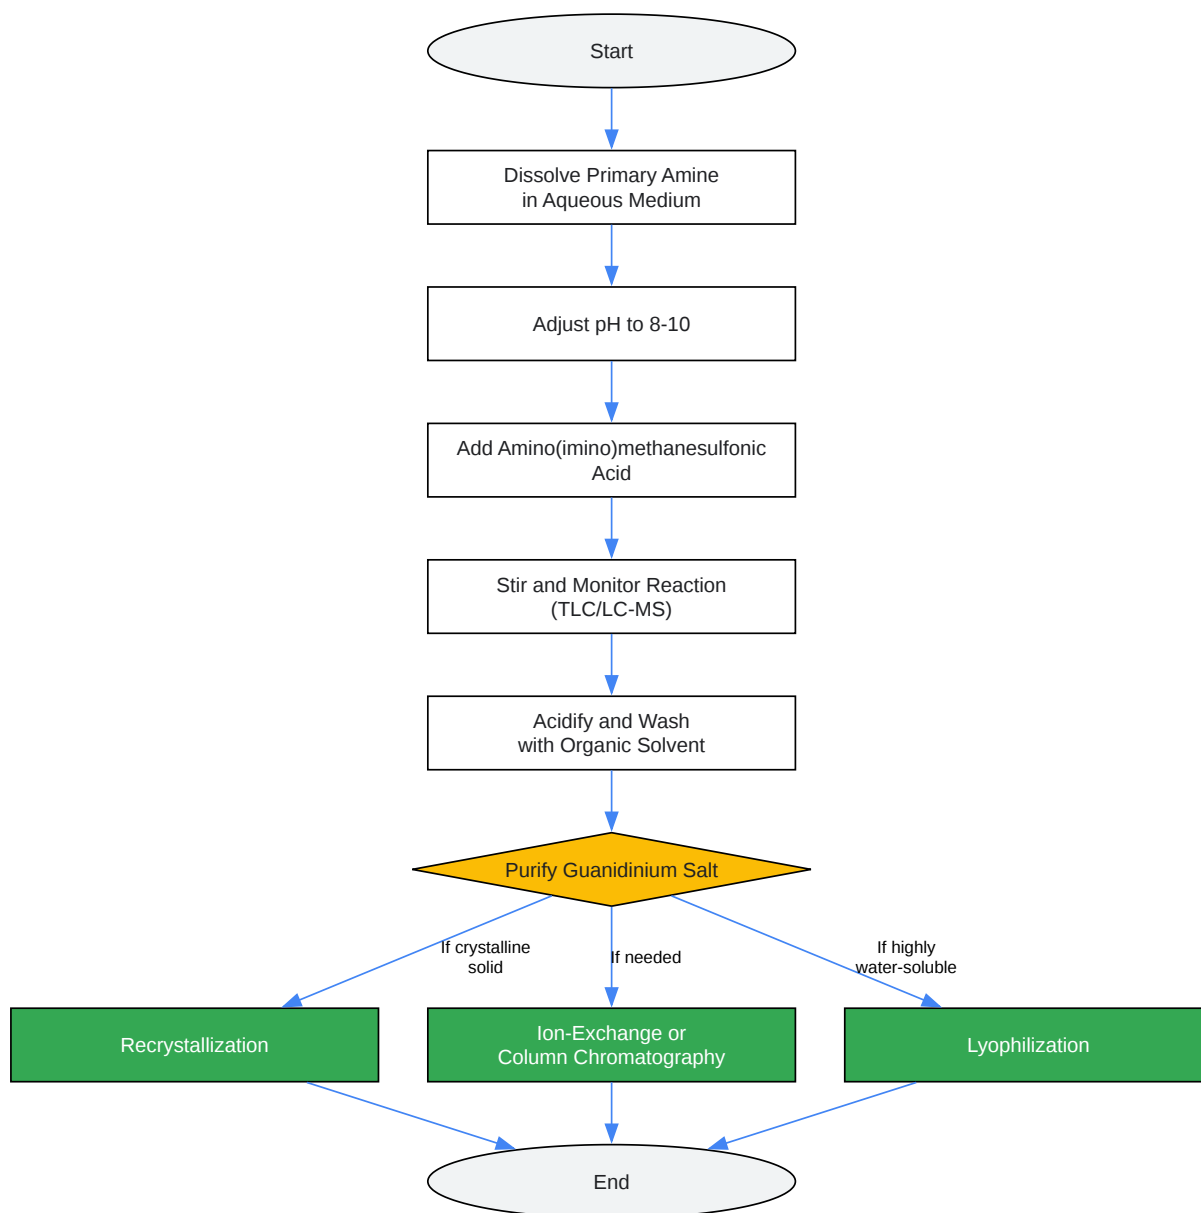 Start
Dissolve Primary Amine
in Aqueous Medium
Adjust pH to 8-10
Add Amino(imino)methanesulfonic
Acid
Stir and Monitor Reaction
(TLC/LC-MS)
Acidify and Wash
with Organic Solvent
Purify Guanidinium Salt
If crystalline
solid
If needed
If highly
water-soluble
Recrystallization
Ion-Exchange or
Column Chromatography
Lyophilization
End